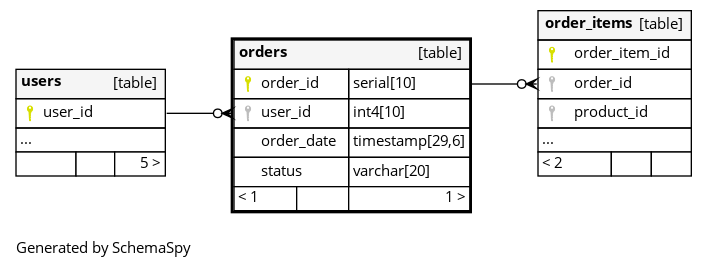 users [table]
user_id
...
5 >
orders [table]
order_id serial[10]
user_id int4[10]
order_date timestamp[29,6]
status varchar[20]
< 1 1 >
order_items [table]
order_item_id
order_id
product_id
...
< 2
Generated by SchemaSpy